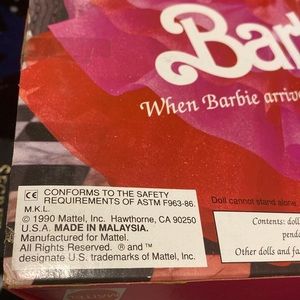 Bar
When Barbie arrive
CE CONFORMS TO THE SAFETY
REQUIREMENTS OF ASTM F963-86.
M.K.L.
© 1990 Mattel, Inc. Hawthorne, CA 90250
U.S.A. MADE IN MALAYSIA.
Manufactured for Mattel.
All Rights Reserved. ® and ™
designate U.S. trademarks of Mattel, Inc.
Doll cannot stand alone.
Contents: doll
pend
Other dolls and fa